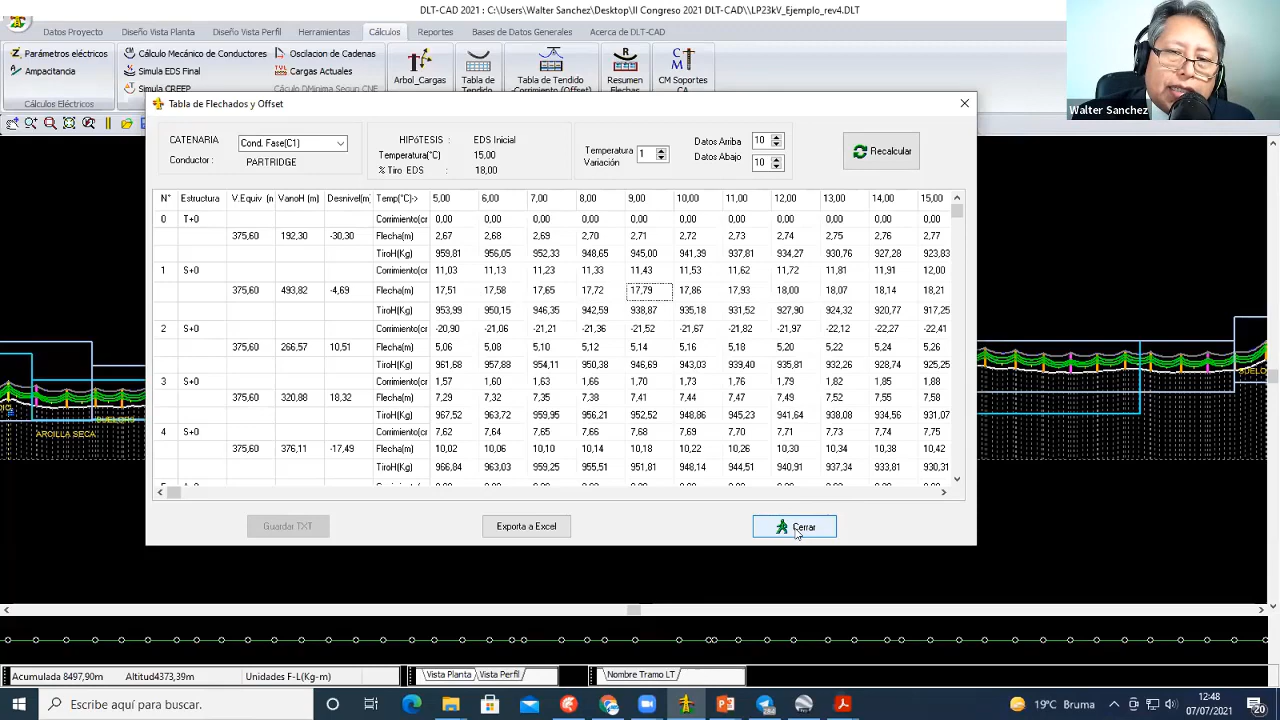 DLT-CAD 2021 : C:\Users\Walter Sanchez\Desktop\II Congreso 2021 DLT-CAD\\LP23kV_Ejemplo_rev4.DLT
Datos Proyecto Diseño Vista Planta Diseño Vista Perfil Herramientas Cálculos Reportes Bases de Datos Generales Acerca de DLT-CAD
Parámetros eléctricos Cálculo Mecánico de Conductores Oscilacion de Cadenas
Ampacitancia Simula EDS Final Cargas Actuales
Simula CREEP Cálculo DMinima Segun CNE
Arbol_Cargas Tabla de Tendido Tabla de Tendido -Corrimiento (Offset) Resumen Flechas CM Soportes CA
Cálculos Eléctricos
Walter Sanchez
Tabla de Flechados y Offset
CATENARIA Cond. Fase(C1) HIPóTESIS : EDS Inicial Temperatura Variación 1 Datos Arriba 10 Recalcular
Conductor : PARTRIDGE Temperatura(°C) 15,00 Datos Abajo 10
% Tiro EDS : 18,00
N° Estructura V.Equiv (n VanoH (m) Desnivel(m) Temp(°C)-> 5,00 6,00 7,00 8,00 9,00 10,00 11,00 12,00 13,00 14,00 15,00
0 T+0 Corrimiento(cr 0,00 0,00 0,00 0,00 0,00 0,00 0,00 0,00 0,00 0,00 0,00
375,60 192,30 -30,30 Flecha(m) 2,67 2,68 2,69 2,70 2,71 2,72 2,73 2,74 2,75 2,76 2,77
TiroH(Kg) 959,81 956,05 952,33 948,65 945,00 941,39 937,81 934,27 930,76 927,28 923,83
1 S+0 Corrimiento(cr 11,03 11,13 11,23 11,33 11,43 11,53 11,62 11,72 11,81 11,91 12,00
375,60 493,82 -4,69 Flecha(m) 17,51 17,58 17,65 17,72 17,79 17,86 17,93 18,00 18,07 18,14 18,21
TiroH(Kg) 953,99 950,15 946,35 942,59 938,87 935,18 931,52 927,90 924,32 920,77 917,25
2 S+0 Corrimiento(cr -20,90 -21,06 -21,21 -21,36 -21,52 -21,67 -21,82 -21,97 -22,12 -22,27 -22,41
375,60 266,57 10,51 Flecha(m) 5,06 5,08 5,10 5,12 5,14 5,16 5,18 5,20 5,22 5,24 5,26
TiroH(Kg) 961,68 957,88 954,11 950,38 946,69 943,03 939,40 935,81 932,26 928,74 925,25
3 S+0 Corrimiento(cr 1,57 1,60 1,63 1,66 1,70 1,73 1,76 1,79 1,82 1,85 1,88
375,60 320,88 18,32 Flecha(m) 7,29 7,32 7,35 7,38 7,41 7,44 7,47 7,49 7,52 7,55 7,58
TiroH(Kg) 967,52 963,72 959,95 956,21 952,52 948,86 945,23 941,64 938,08 934,56 931,07
4 S+0 Corrimiento(cr 7,62 7,64 7,65 7,66 7,68 7,69 7,70 7,71 7,73 7,74 7,75
375,60 376,11 -17,49 Flecha(m) 10,02 10,06 10,10 10,14 10,18 10,22 10,26 10,30 10,34 10,38 10,42
TiroH(Kg) 966,84 963,03 959,25 955,51 951,81 948,14 944,51 940,91 937,34 933,81 930,31
ARCILLA SECA
Guardar TXT Exporta a Excel Cerrar
Acumulada 8497,90m Altitud4373,39m Unidades F-L(Kg-m) Vista Planta Vista Perfil Nombre Tramo LT
Escribe aquí para buscar. 19°C Bruma 12:48
07/07/2021 20